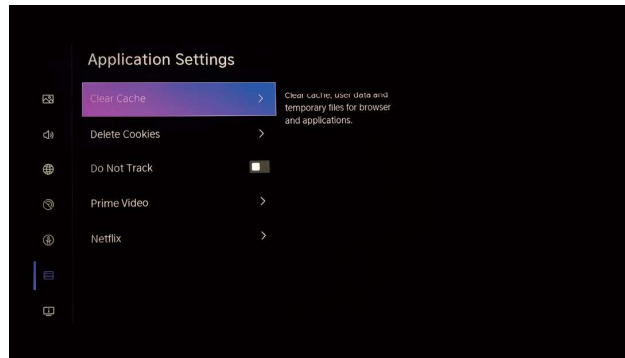 Application Settings
Clear Cache
Clear cache, user data and
temporary files for browser
and applications.
Delete Cookies
Do Not Track
Prime Video
Netflix